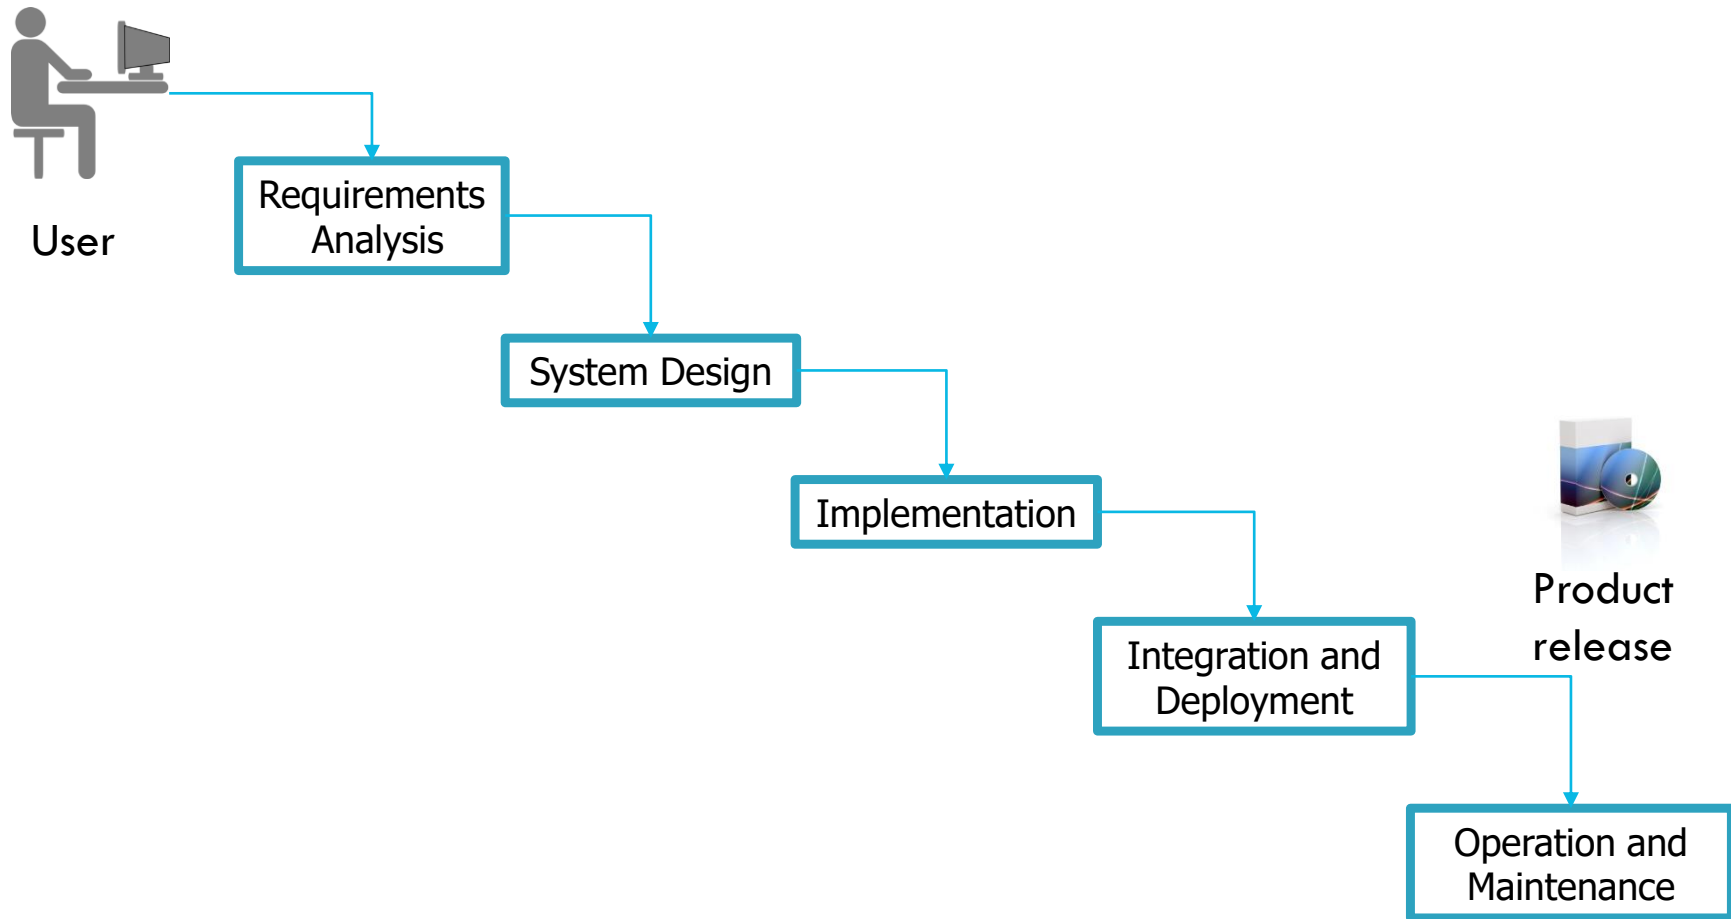 User
Requirements
Analysis
System Design
Implementation
Product
release
Integration and
Deployment
Operation and
Maintenance